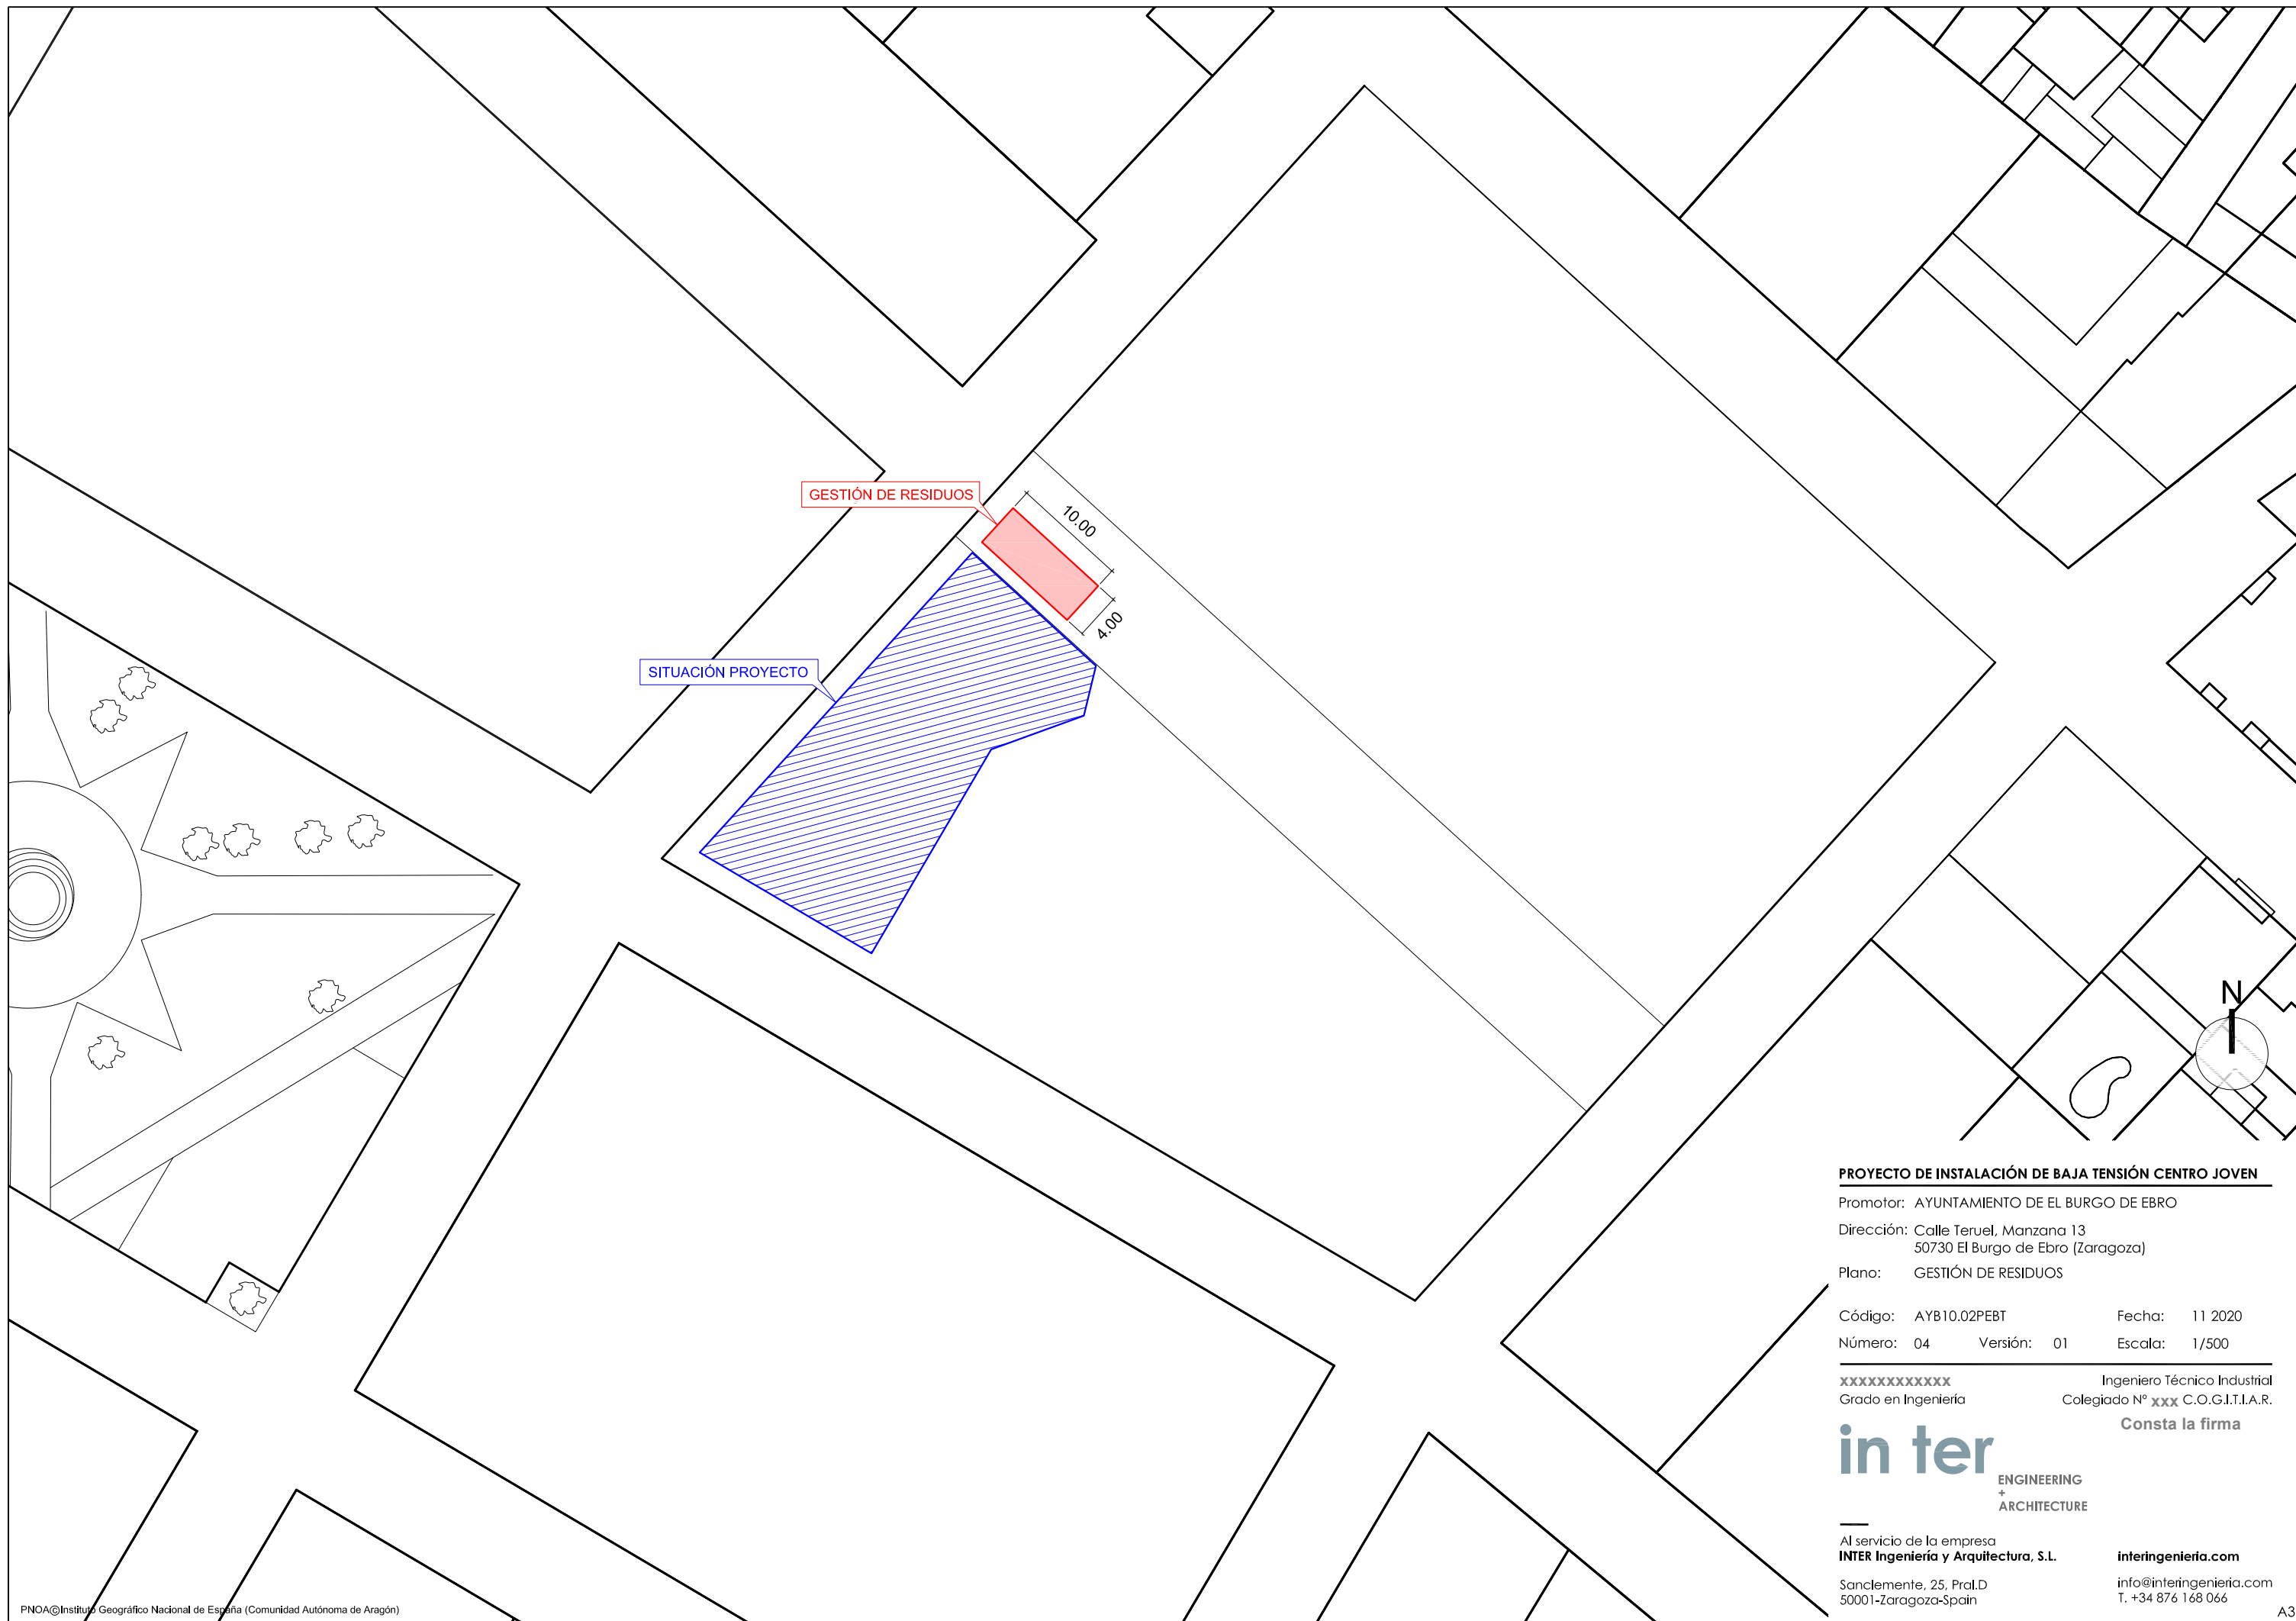 GESTIÓN DE RESIDUOS
10.00
4.00
SITUACIÓN PROYECTO
N
PROYECTO DE INSTALACIÓN DE BAJA TENSIÓN CENTRO JOVEN
Promotor: AYUNTAMIENTO DE EL BURGO DE EBRO
Dirección: Calle Teruel, Manzana 13
50730 El Burgo de Ebro (Zaragoza)
Plano: GESTIÓN DE RESIDUOS
Código: AYB10.02PEBT Fecha: 11 2020
Número: 04 Versión: 01 Escala: 1/500
xxxxxxxxxxxx Ingeniero Técnico Industrial
Grado en Ingeniería Colegiado Nº xxx C.O.G.I.T.I.A.R.
Consta la firma
in ter
ENGINEERING
+
ARCHITECTURE
Al servicio de la empresa
INTER Ingeniería y Arquitectura, S.L. interingenieria.com
Sanclemente, 25, Pral.D info@interingenieria.com
50001-Zaragoza-Spain T. +34 876 168 066
A3
PNOA©Instituto Geográfico Nacional de España (Comunidad Autónoma de Aragón)